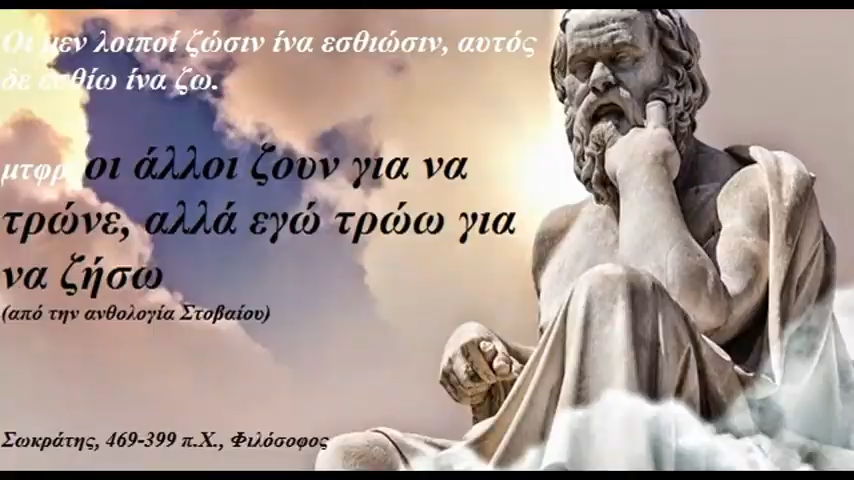 Οι μεν λοιποί ζώσιν ίνα εσθιώσιν, αυτός
δε εσθίω ίνα ζω.
μτφρ οι άλλοι ζουν για να
τρώνε, αλλά εγώ τρώω για
να ζήσω
(από την ανθολογία Στοβαίου)
Σωκράτης, 469-399 π.Χ., Φιλόσοφος